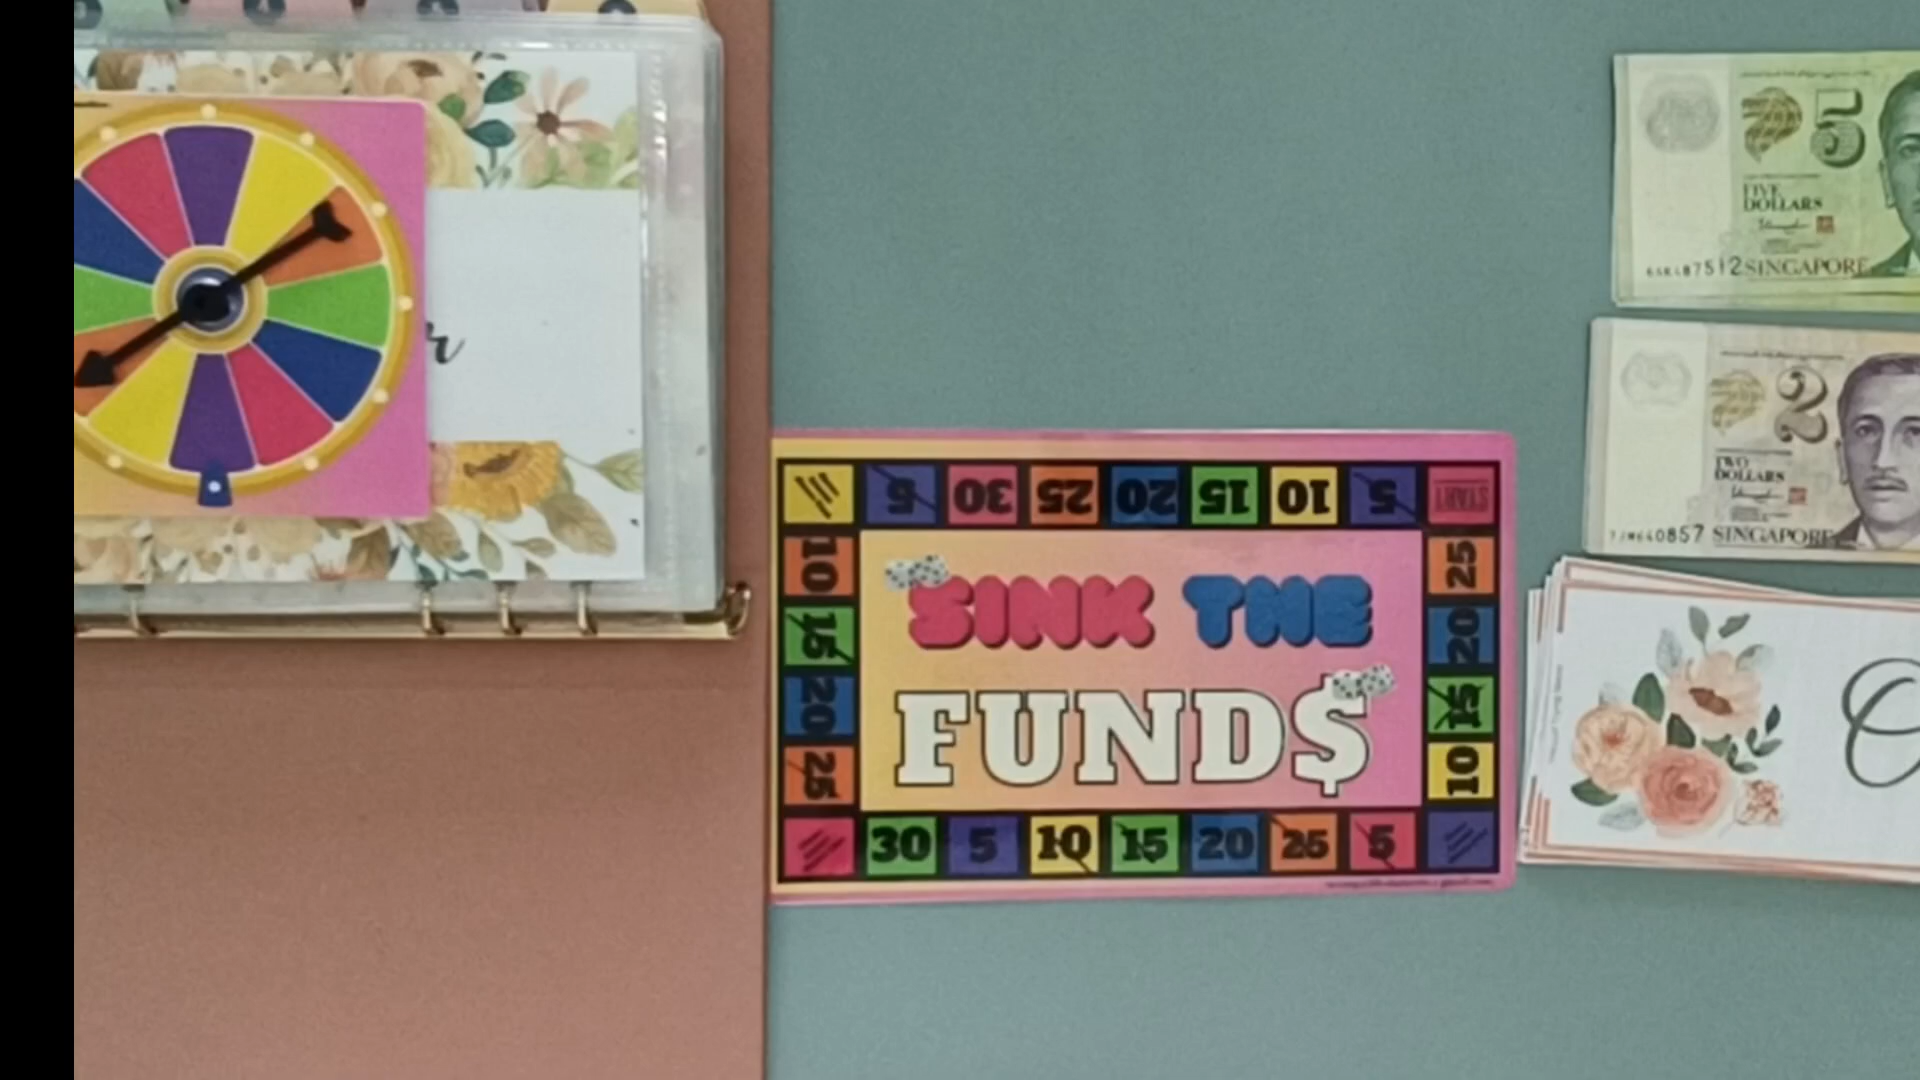 5
FIVE
DOLLARS
SINGAPORE
2
TWO
DOLLARS
SINGAPORE
5 30 25 20 15 10 5 START
10
15
20
25
25
20
15
10
SINK THE
FUND$
30 5 10 15 20 25 5